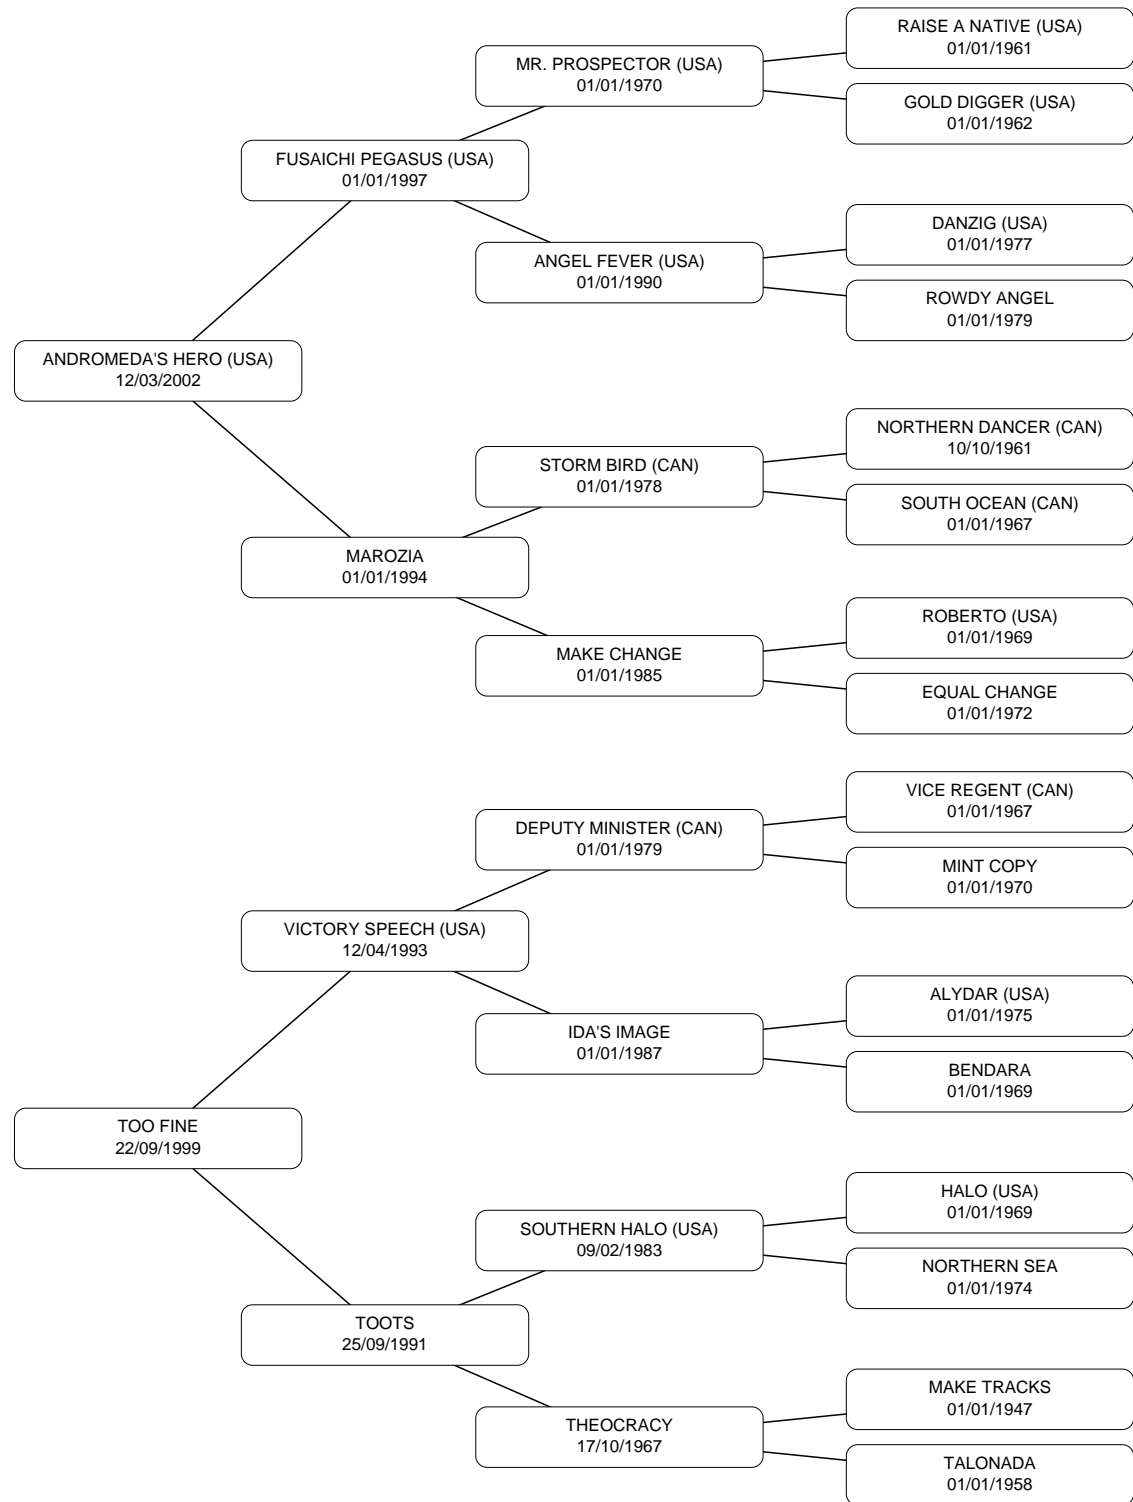 RAISE A NATIVE (USA)
01/01/1961
MR. PROSPECTOR (USA)
01/01/1970
GOLD DIGGER (USA)
01/01/1962
FUSAICHI PEGASUS (USA)
01/01/1997
DANZIG (USA)
01/01/1977
ANGEL FEVER (USA)
01/01/1990
ROWDY ANGEL
01/01/1979
ANDROMEDA'S HERO (USA)
12/03/2002
NORTHERN DANCER (CAN)
10/10/1961
STORM BIRD (CAN)
01/01/1978
SOUTH OCEAN (CAN)
01/01/1967
MAROZIA
01/01/1994
ROBERTO (USA)
01/01/1969
MAKE CHANGE
01/01/1985
EQUAL CHANGE
01/01/1972
VICE REGENT (CAN)
01/01/1967
DEPUTY MINISTER (CAN)
01/01/1979
MINT COPY
01/01/1970
VICTORY SPEECH (USA)
12/04/1993
ALYDAR (USA)
01/01/1975
IDA'S IMAGE
01/01/1987
BENDARA
01/01/1969
TOO FINE
22/09/1999
HALO (USA)
01/01/1969
SOUTHERN HALO (USA)
09/02/1983
NORTHERN SEA
01/01/1974
TOOTS
25/09/1991
MAKE TRACKS
01/01/1947
THEOCRACY
17/10/1967
TALONADA
01/01/1958